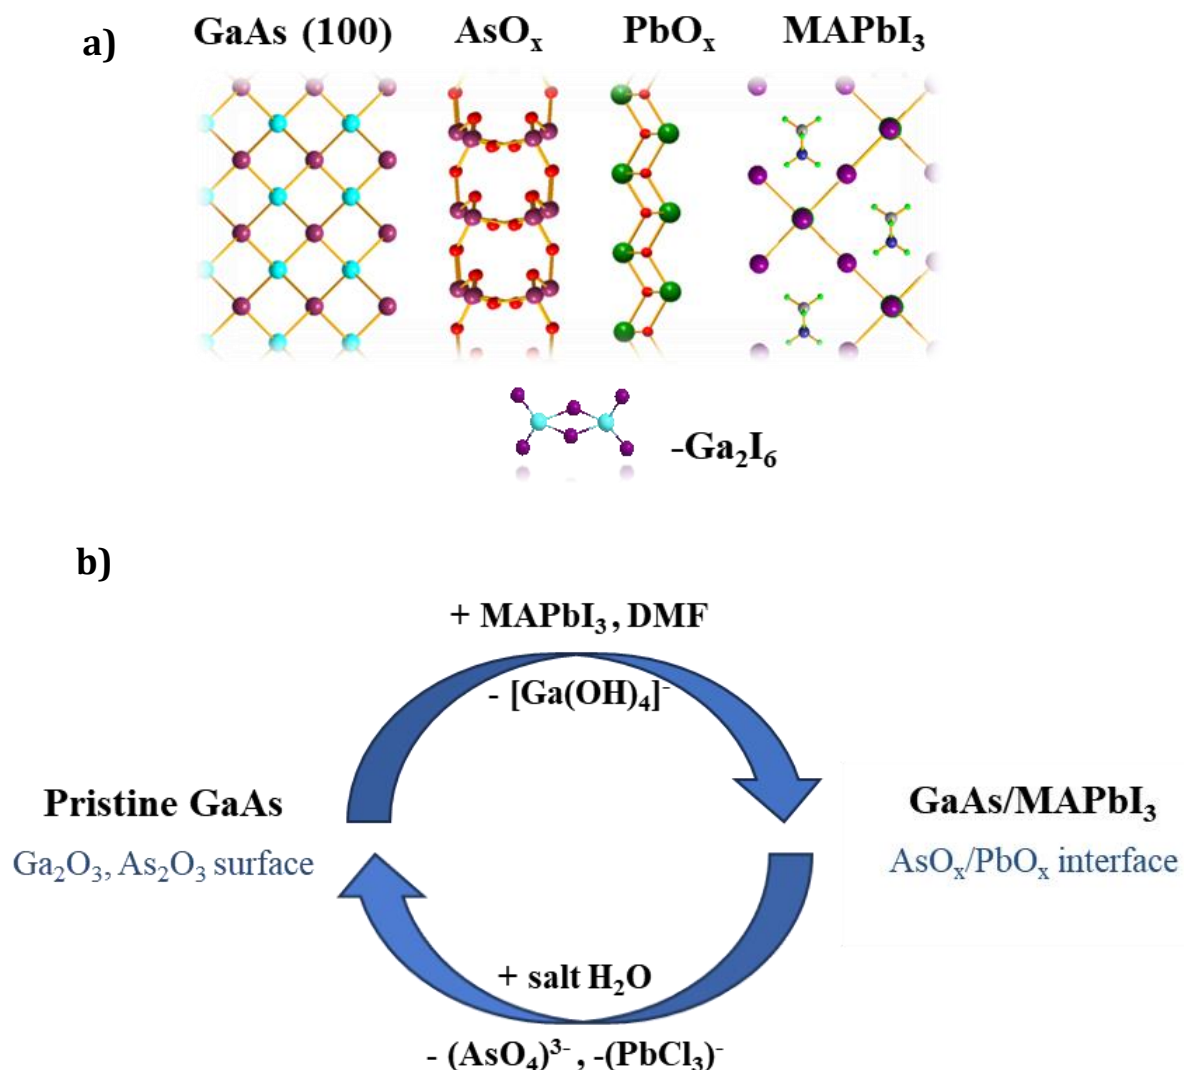 a)
GaAs (100) AsOₓ PbOₓ MAPbI₃
-Ga₂I₆
b)
+ MAPbI₃ , DMF
- [Ga(OH)₄]⁻
Pristine GaAs
Ga₂O₃, As₂O₃ surface
GaAs/MAPbI₃
AsOₓ/PbOₓ interface
+ salt H₂O
- (AsO₄)³⁻ , -(PbCl₃)⁻